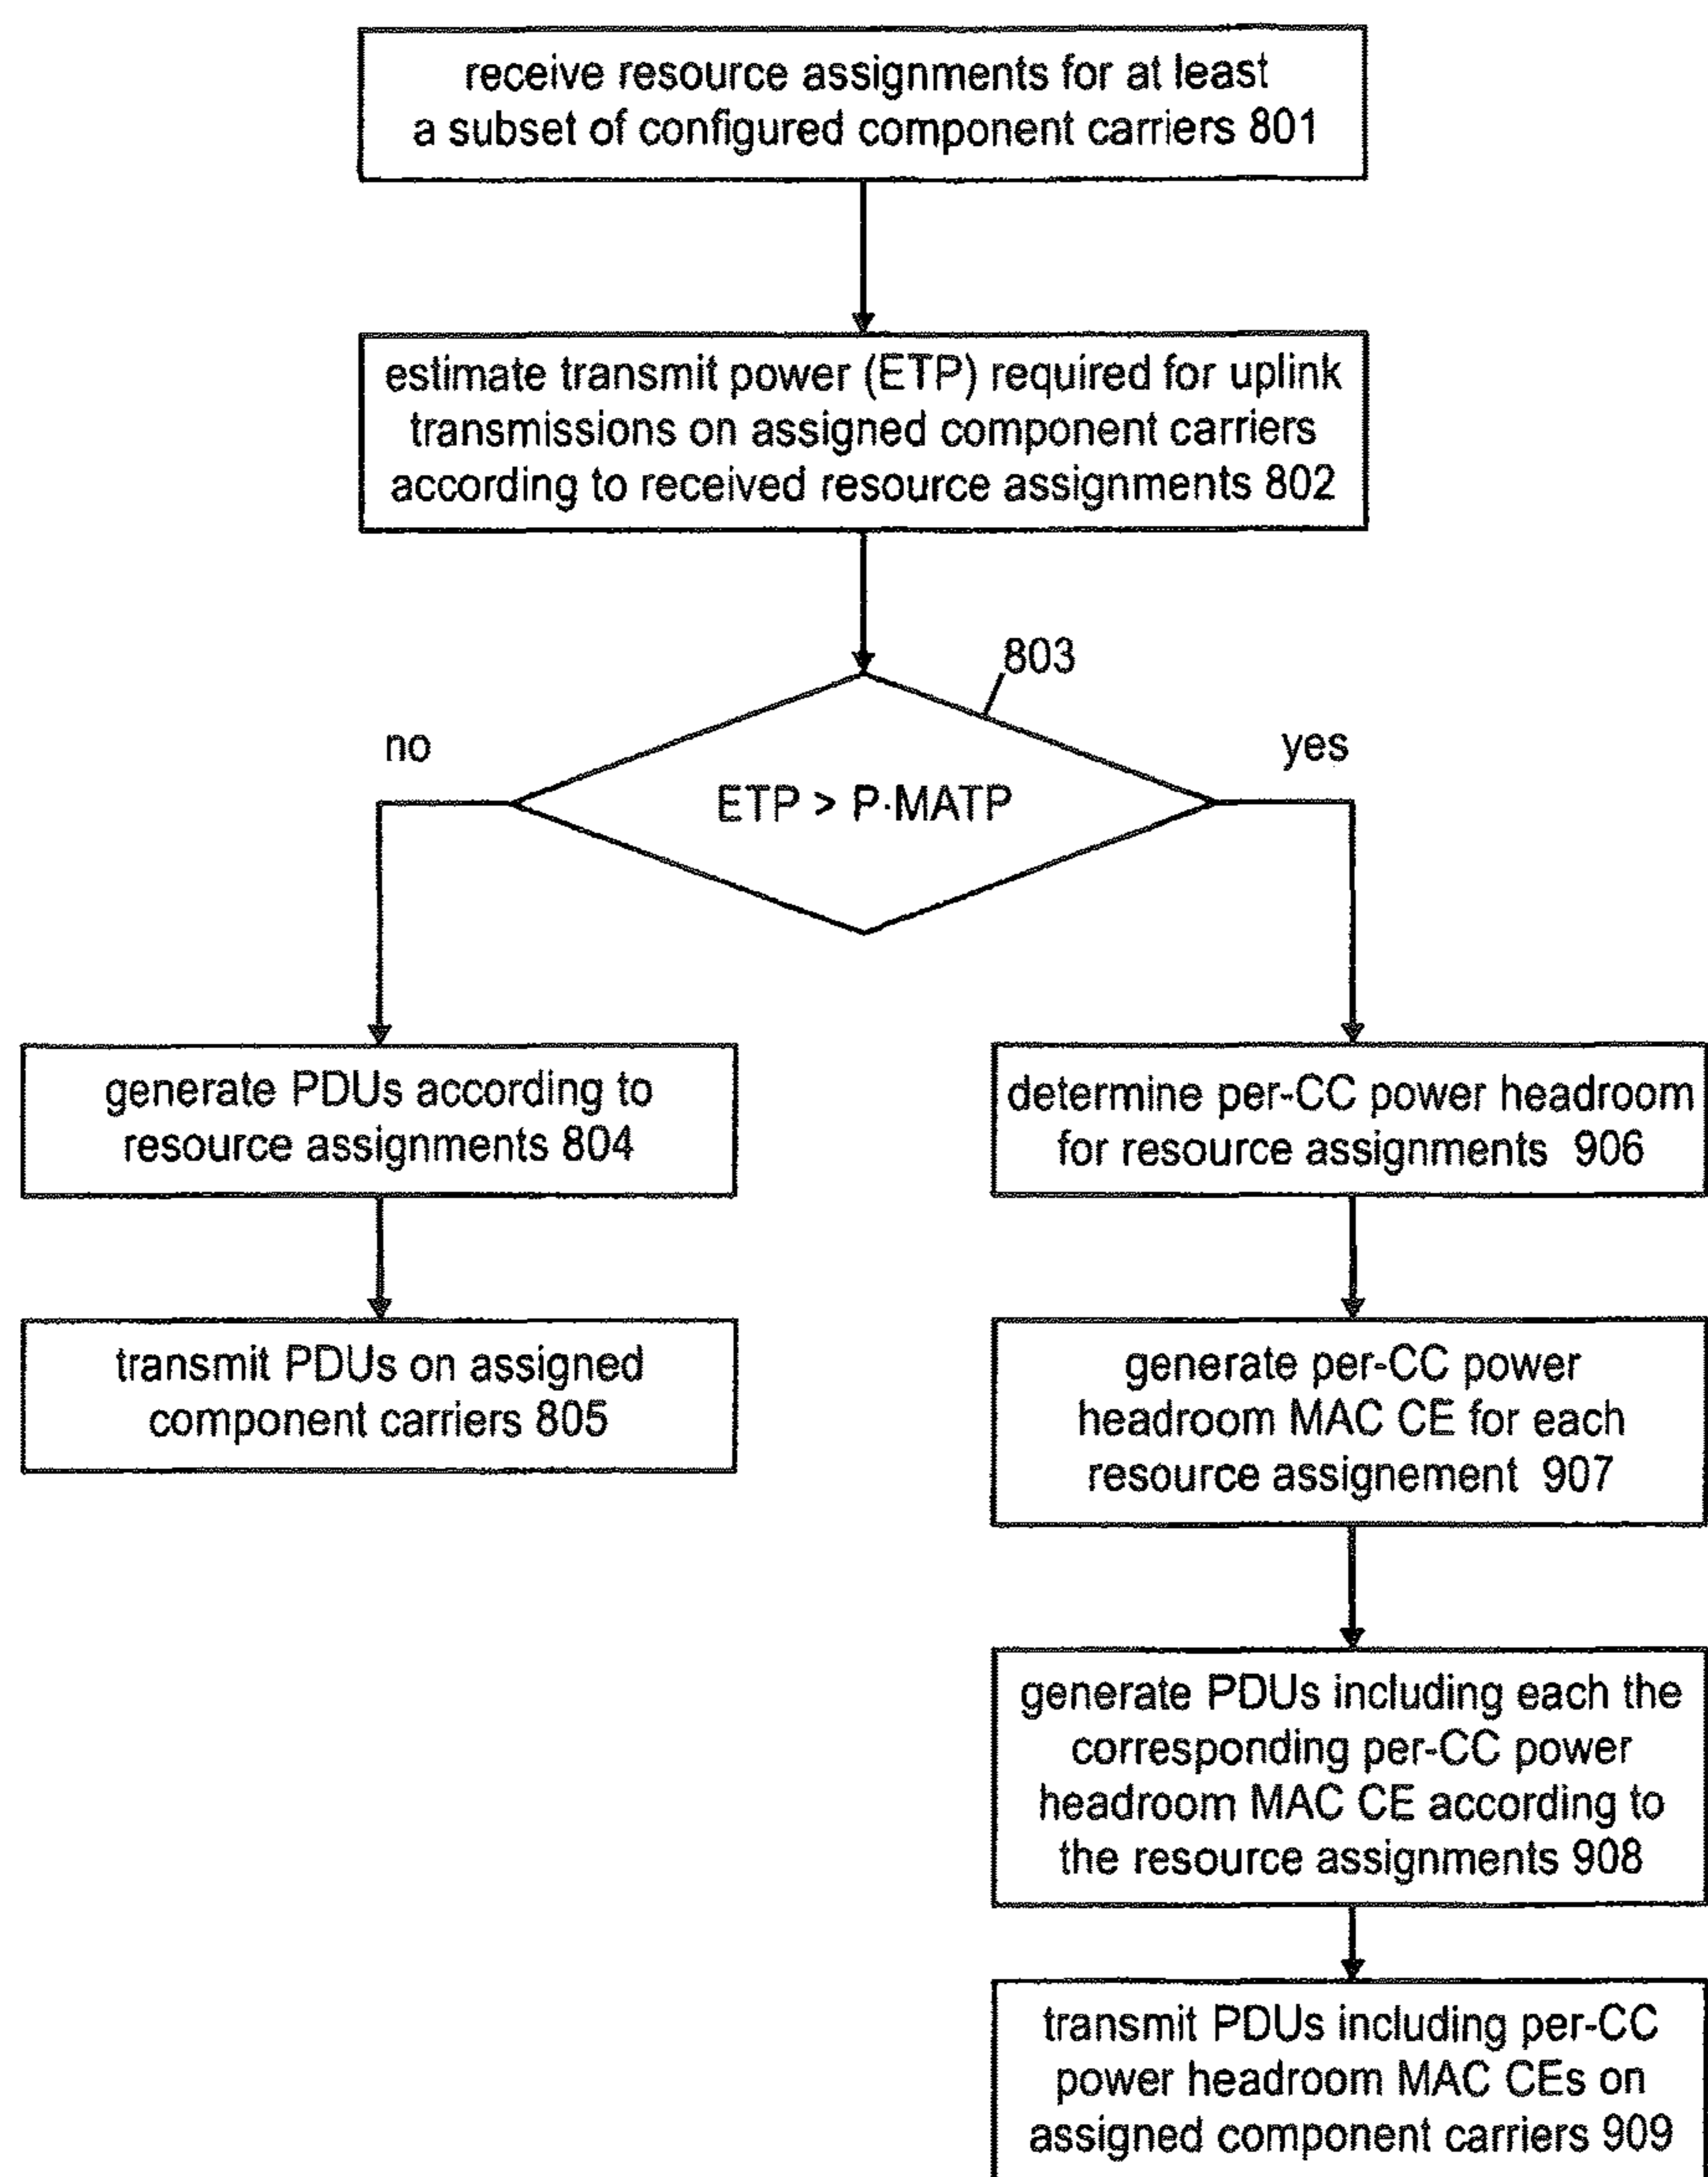 receive resource assignments for at least
a subset of configured component carriers 801
estimate transmit power (ETP) required for uplink
transmissions on assigned component carriers
according to received resource assignments 802
803
no
yes
ETP > P·MATP
generate PDUs according to
resource assignments 804
transmit PDUs on assigned
component carriers 805
determine per-CC power headroom
for resource assignments 906
generate per-CC power
headroom MAC CE for each
resource assignement 907
generate PDUs including each the
corresponding per-CC power
headroom MAC CE according to
the resource assignments 908
transmit PDUs including per-CC
power headroom MAC CEs on
assigned component carriers 909